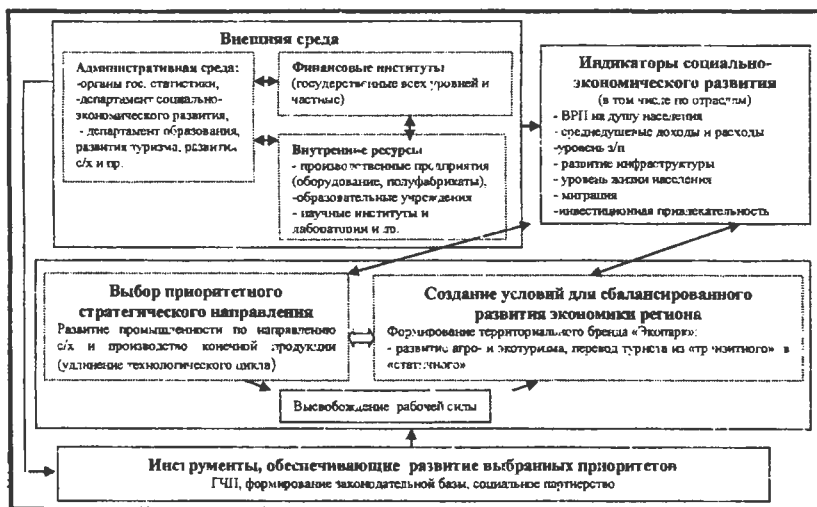 Внешняя среда
Административная среда:
-органы гос. статистики,
-департамент социально-
экономического развития,
- департамент образования,
развития туризма, развития
с/х и пр.
Финансовые институты
(государственные всех уровней и
частные)
Внутренние ресурсы
- производственные предприятия
(оборудование, полуфабрикаты),
-образовательные учреждения
- научные институты и
лаборатории и др.
Индикаторы социально-
экономического развития
(в том числе по отраслям)
- ВРП на душу населения
- среднедушевые доходы и расходы
-уровень з/п
- развитие инфраструктуры
- уровень жизни населения
- миграция
-инвестиционная привлекательность
Выбор приоритетного
стратегического направления
Развитие промышленности по направлению
с/х и производство конечной продукции
(удлинение технологического цикла)
Создание условий для сбалансированного
развития экономики региона
Формирование территориального бренда «Экопарк»:
- развитие агро- и экотуризма, перевод туриста из «транзитного» в
«статичного»
Высвобождение рабочей силы
Инструменты, обеспечивающие развитие выбранных приоритетов
ГЧП, формирование законодательной базы, социальное партнерство